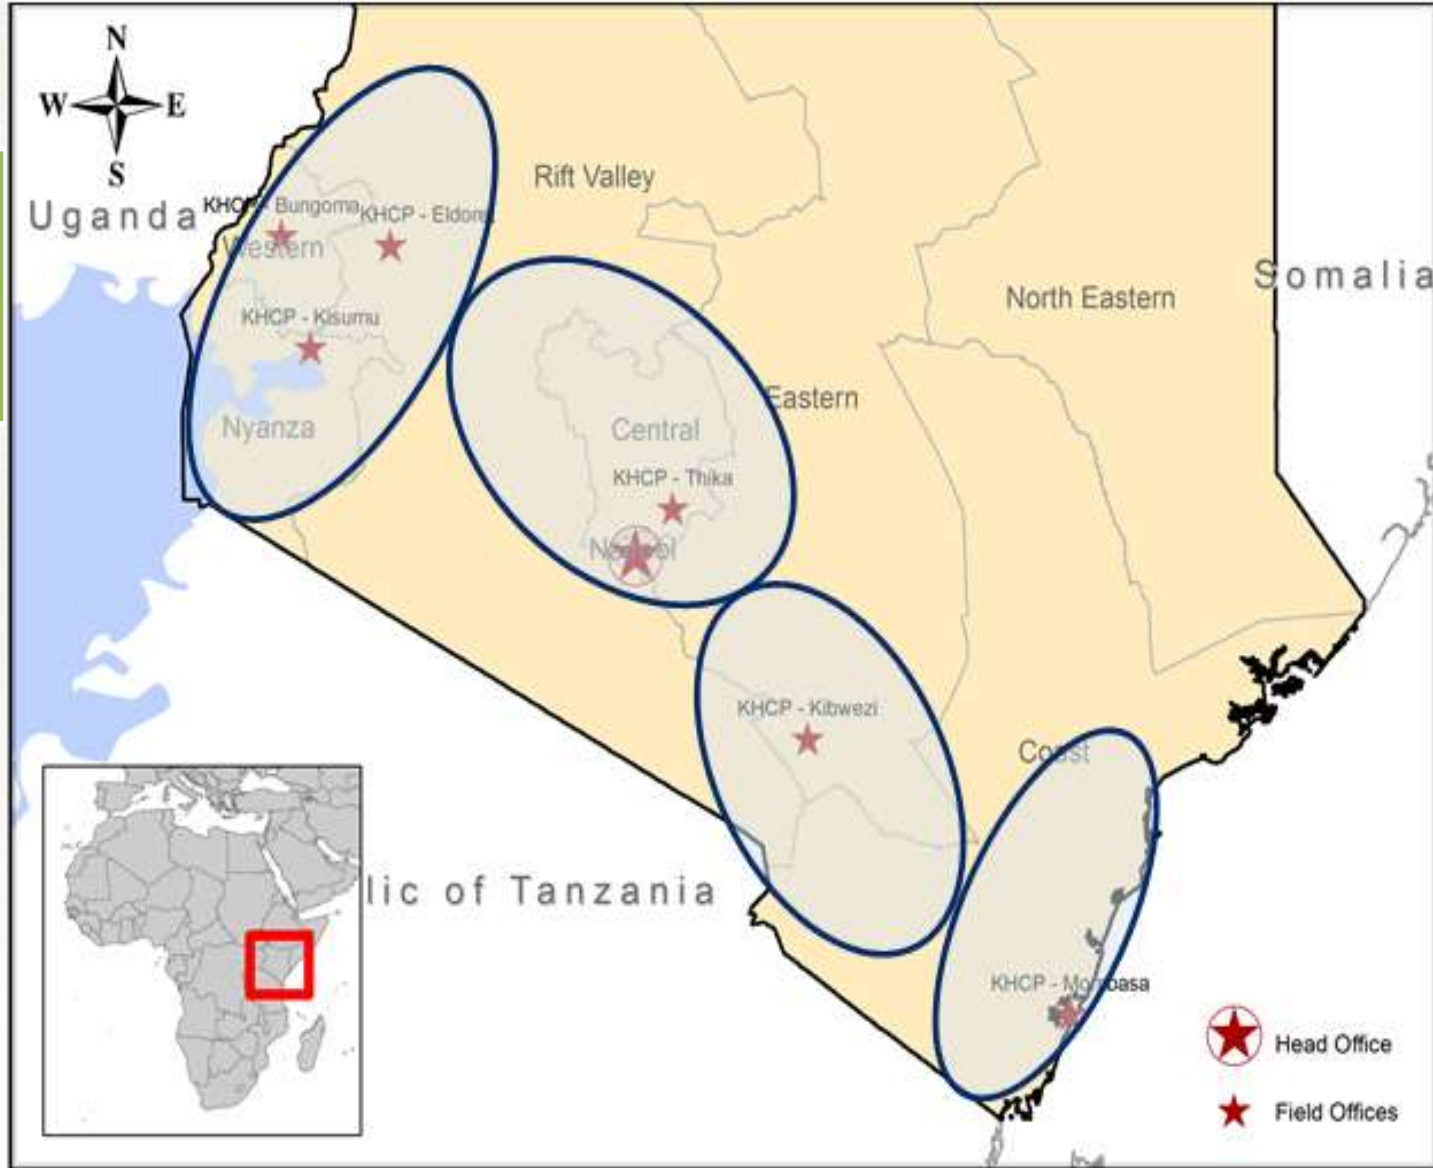 N
W E
S
Uganda
Rift Valley
KHCP - Bungoma
KHCP - Eldoret
Western
Somalia
North Eastern
KHCP - Kisumu
Eastern
Nyanza
Central
KHCP - Thika
Nairobi
KHCP - Kibwezi
Coast
lic of Tanzania
KHCP - Mombasa
Head Office
Field Offices